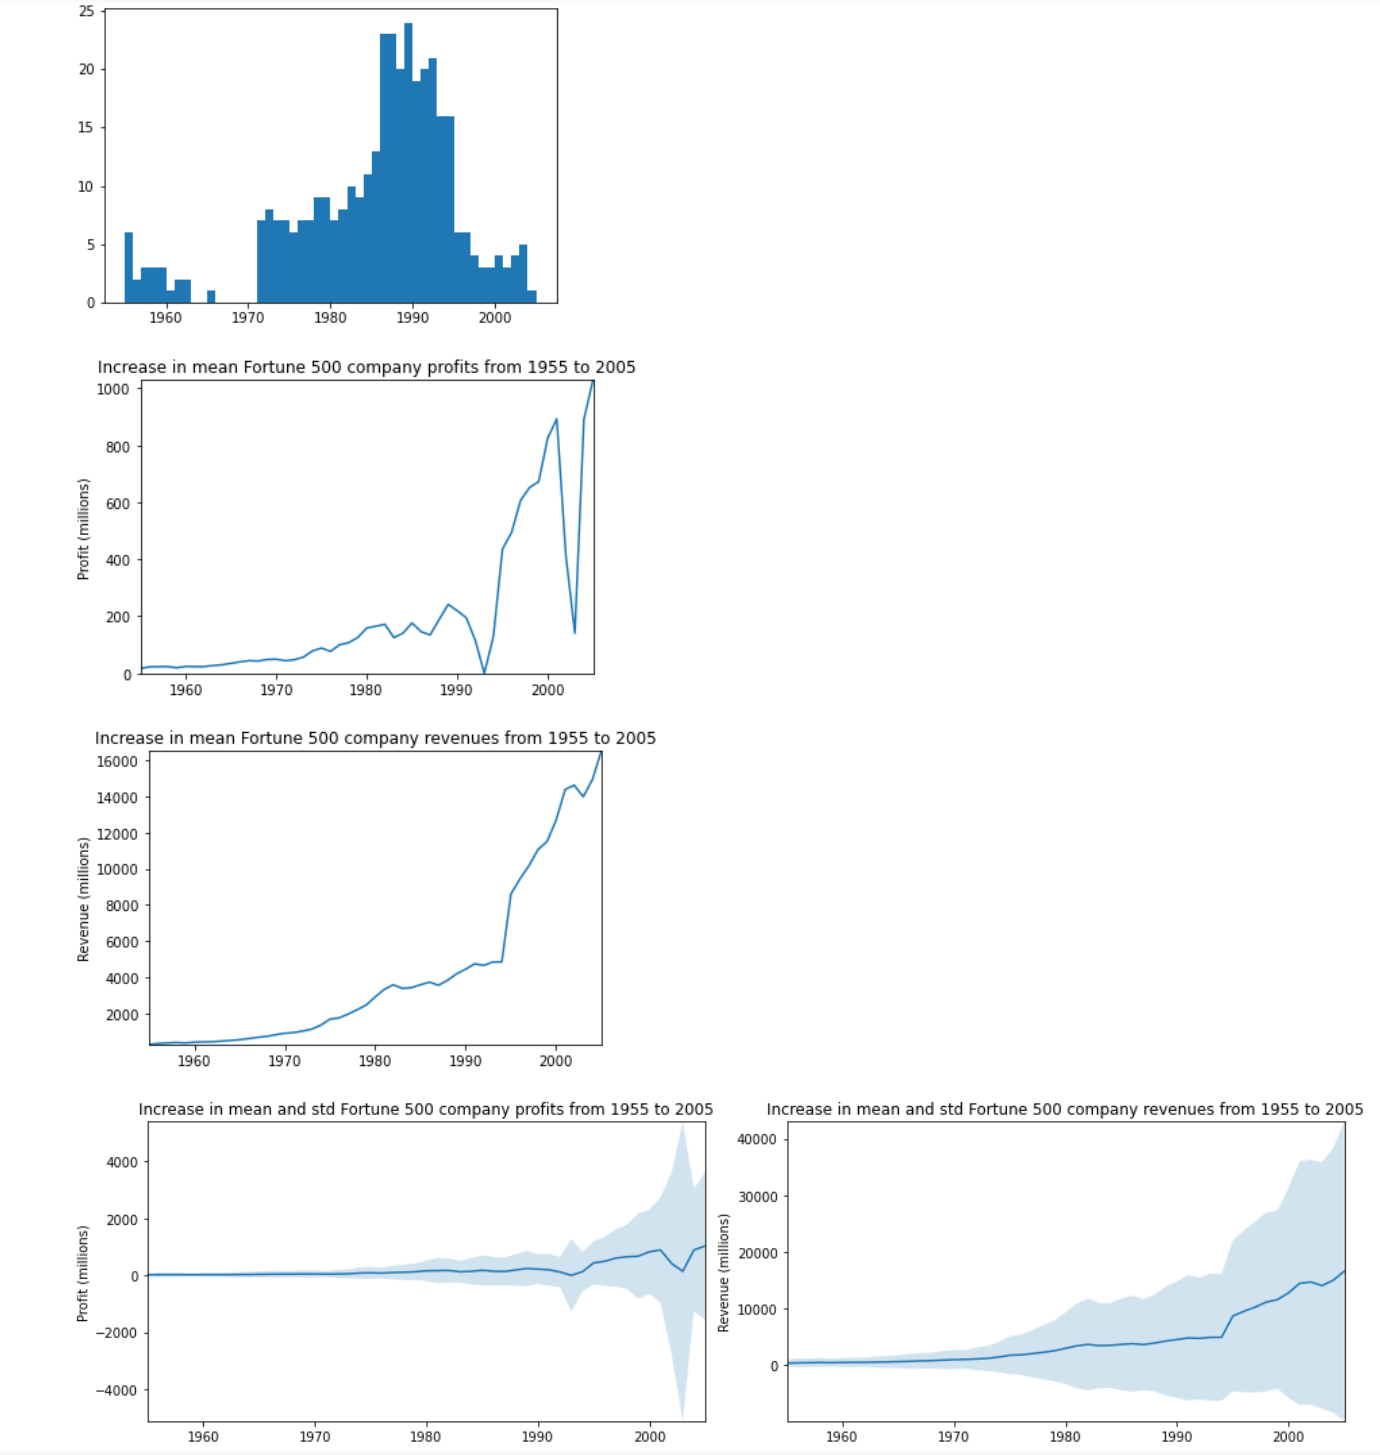 25
20
15
10
5
0
1960 1970 1980 1990 2000
Increase in mean Fortune 500 company profits from 1955 to 2005
1000
800
600
400
200
0
Profit (millions)
1960 1970 1980 1990 2000
Increase in mean Fortune 500 company revenues from 1955 to 2005
16000
14000
12000
10000
8000
6000
4000
2000
Revenue (millions)
1960 1970 1980 1990 2000
Increase in mean and std Fortune 500 company profits from 1955 to 2005
4000
2000
0
−2000
−4000
Profit (millions)
1960 1970 1980 1990 2000
Increase in mean and std Fortune 500 company revenues from 1955 to 2005
40000
30000
20000
10000
0
Revenue (millions)
1960 1970 1980 1990 2000